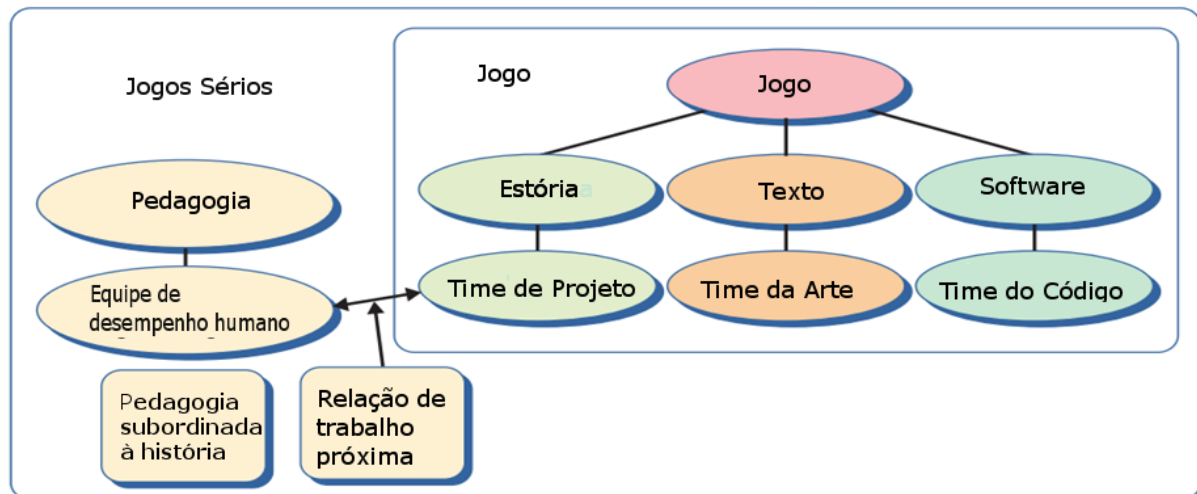 Jogos Sérios
Pedagogia
Equipe de
desempenho humano
Pedagogia
subordinada
à história
Relação de
trabalho
próxima
Jogo
Jogo
Estória
Texto
Software
Time de Projeto
Time da Arte
Time do Código